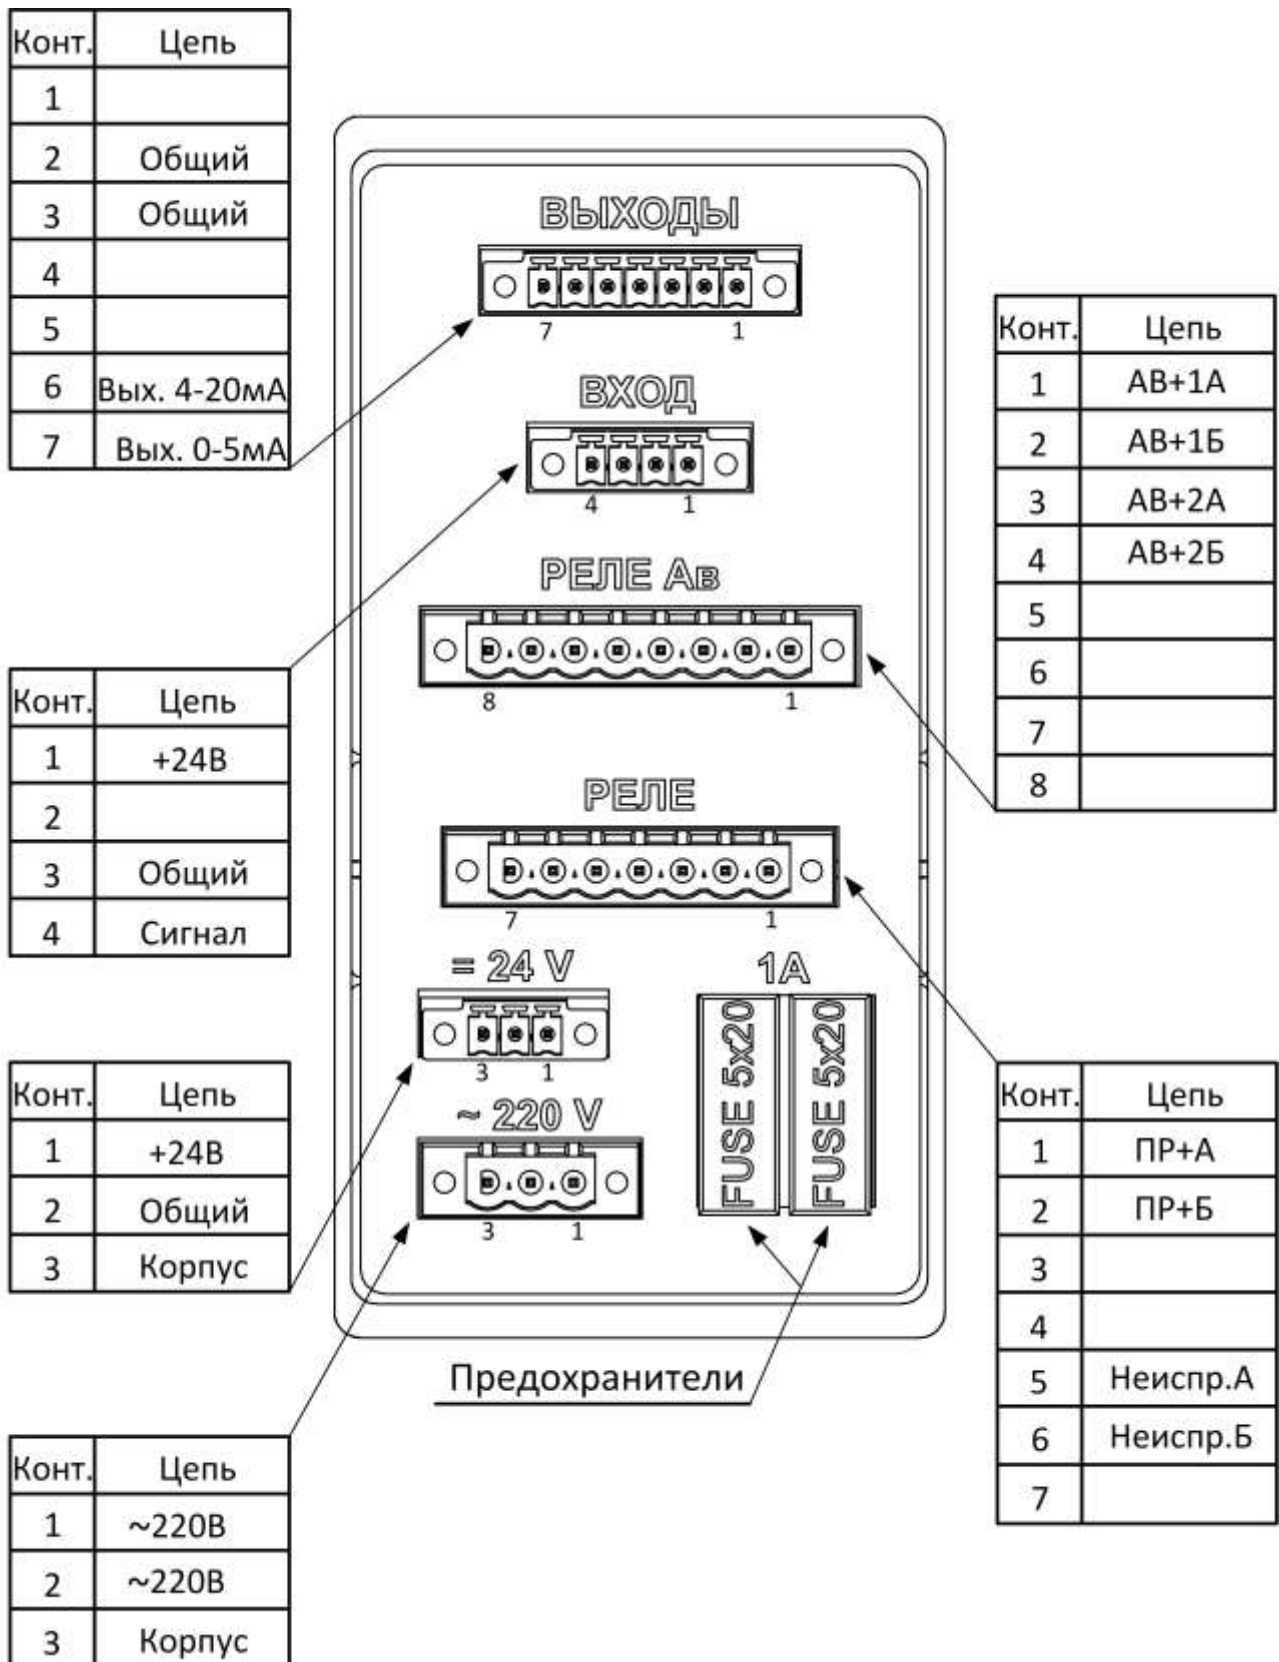 Конт. Цепь
1
2 Общий
3 Общий
4
5
6 Вых. 4-20мА
7 Вых. 0-5мА
Конт. Цепь
1 +24В
2
3 Общий
4 Сигнал
Конт. Цепь
1 +24В
2 Общий
3 Корпус
Конт. Цепь
1 ~220В
2 ~220В
3 Корпус
ВЫХОДЫ
7 1
ВХОД
4 1
РЕЛЕ Ав
8 1
РЕЛЕ
7 1
= 24 V
3 1
~ 220 V
3 1
1А
FUSE 5x20
FUSE 5x20
Предохранители
Конт. Цепь
1 АВ+1А
2 АВ+1Б
3 АВ+2А
4 АВ+2Б
5
6
7
8
Конт. Цепь
1 ПР+А
2 ПР+Б
3
4
5 Неиспр.А
6 Неиспр.Б
7